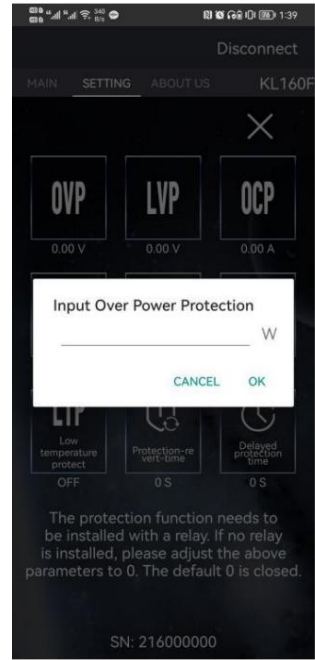 340
B/s
1:39
Disconnect
MAIN SETTING ABOUT US KL160F
OVP LVP OCP
0.00 V 0.00 V 0.00 A
Input Over Power Protection
W
CANCEL OK
LTP
Low
temperature
protect
Protection-re
vert-time
Delayed
protection
time
OFF 0 S 0 S
The protection function needs to
be installed with a relay. If no relay
is installed, please adjust the above
parameters to 0. The default 0 is closed.
SN: 216000000